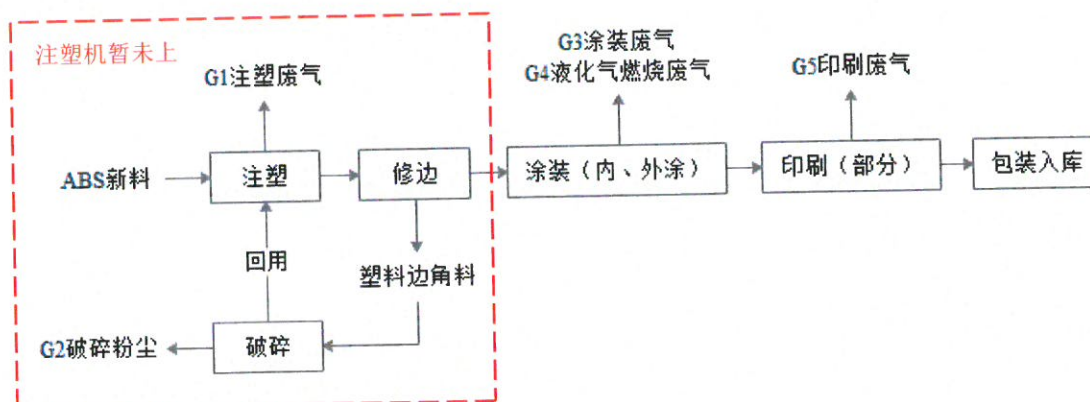 注塑机暂未上
G3涂装废气
G4液化气燃烧废气
G1注塑废气
G5印刷废气
ABS新料
注塑
修边
涂装（内、外涂）
印刷（部分）
包装入库
回用
塑料边角料
G2破碎粉尘
破碎